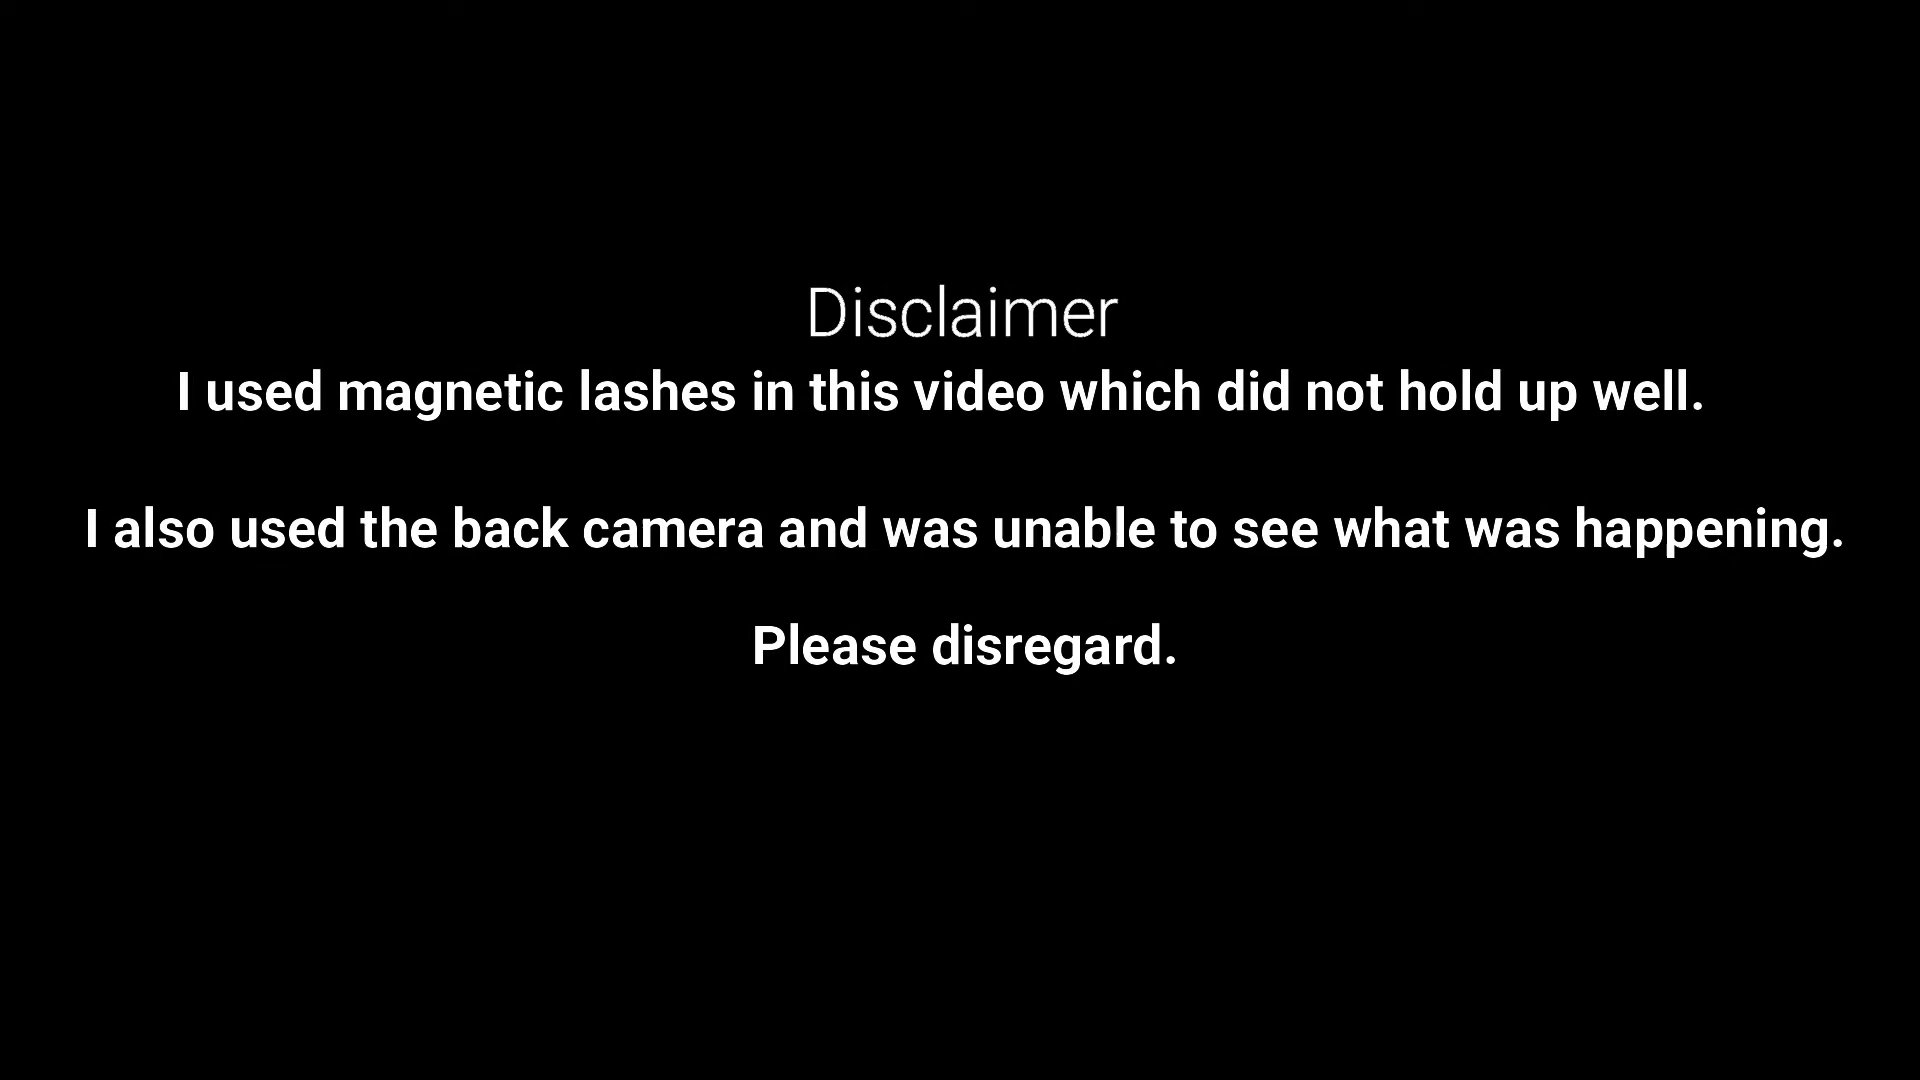 Disclaimer
I used magnetic lashes in this video which did not hold up well.
I also used the back camera and was unable to see what was happening.
Please disregard.